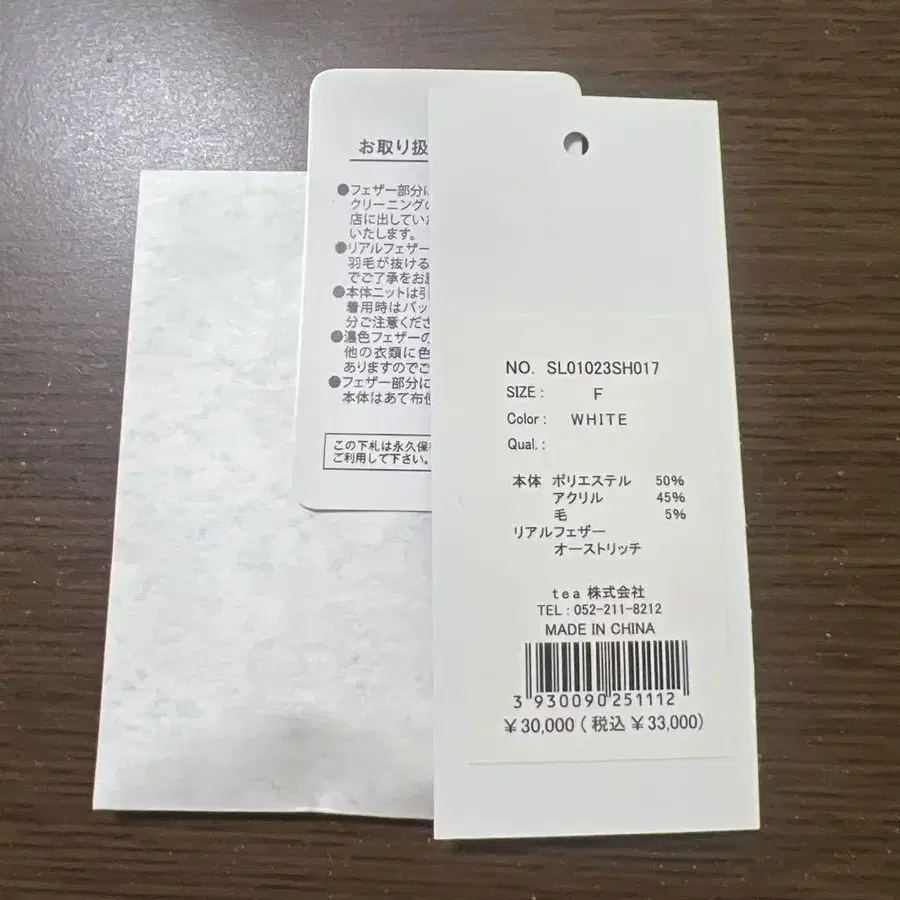 お取り扱
●フェザー部分は
クリーニングの
店に出してい
いたします。
●リアルフェザー
羽毛が抜ける
でご了承をお
●本体ニットは引
着用時はバッ
分ご注意くださ
●濃色フェザーの
他の衣類に色
ありますのでご
●フェザー部分に
本体はあて布使
この下札は永久保
ご利用して下さい。
NO. SL01023SH017
SIZE : F
Color : WHITE
Qual. :
本体 ポリエステル 50%
アクリル 45%
毛 5%
リアルフェザー
オーストリッチ
tea 株式会社
TEL : 052-211-8212
MADE IN CHINA
3 930090 251112
¥30,000 ( 税込 ¥33,000)